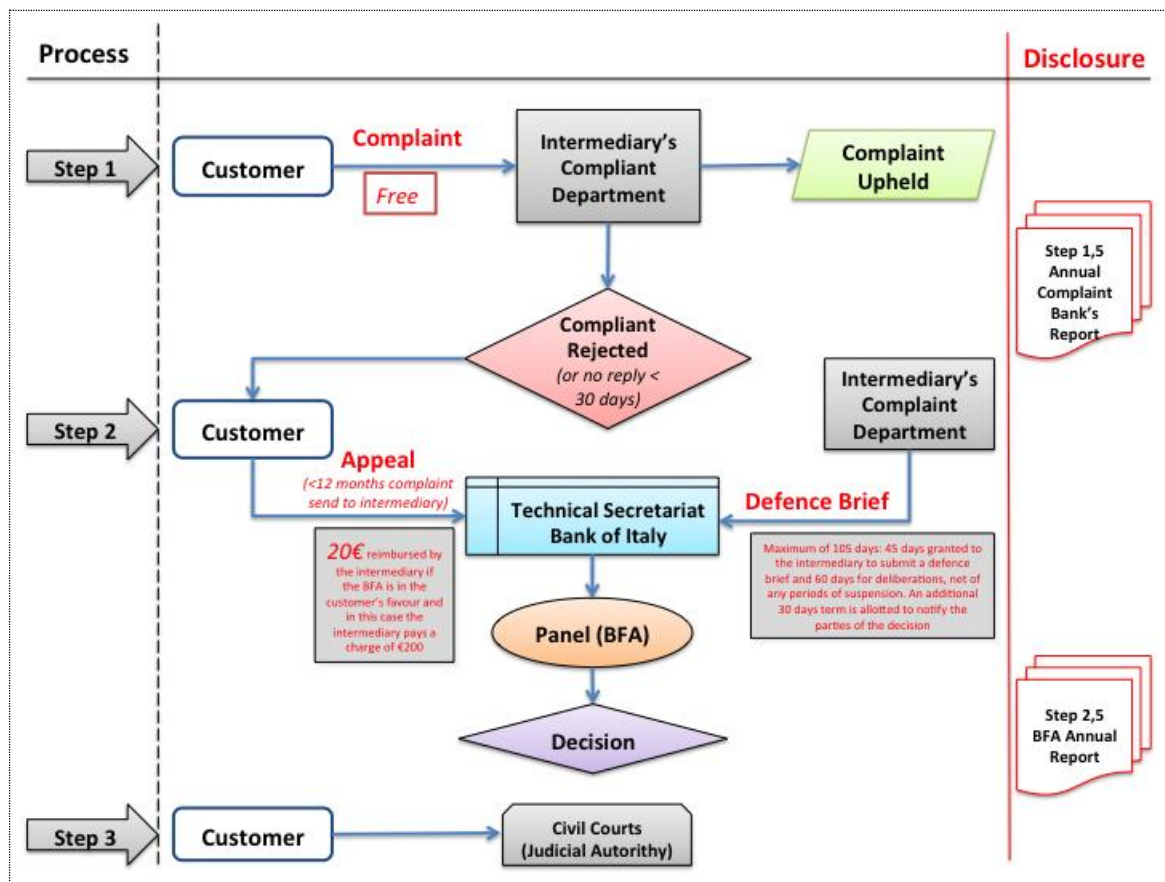 Process
Disclosure
Step 1
Customer
Complaint
Free
Intermediary's
Compliant
Department
Complaint
Upheld
Step 1,5
Annual
Complaint
Bank's
Report
Compliant
Rejected
(or no reply <
30 days)
Intermediary's
Complaint
Department
Step 2
Customer
Appeal
(<12 months complaint
send to intermediary)
Technical Secretariat
Bank of Italy
Defence Brief
20€ reimbursed by
the intermediary if
the BFA is in the
customer's favour and
in this case the
intermediary pays a
charge of €200
Maximum of 105 days: 45 days granted to
the intermediary to submit a defence
brief and 60 days for deliberations, net of
any periods of suspension. An additional
30 days term is allotted to notify the
parties of the decision
Panel (BFA)
Decision
Step 2,5
BFA Annual
Report
Step 3
Customer
Civil Courts
(Judicial Autorithy)